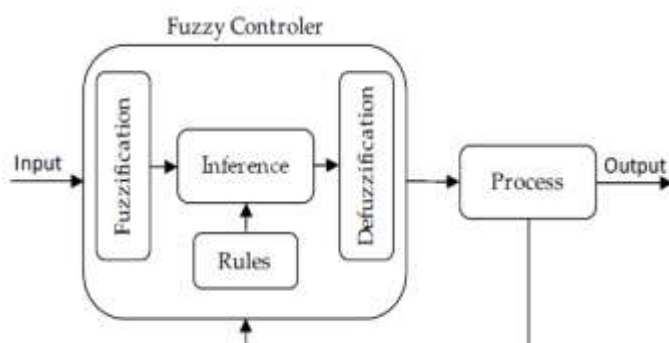 Fuzzy Controler
Input
Fuzzification
Inference
Rules
Defuzzification
Process
Output